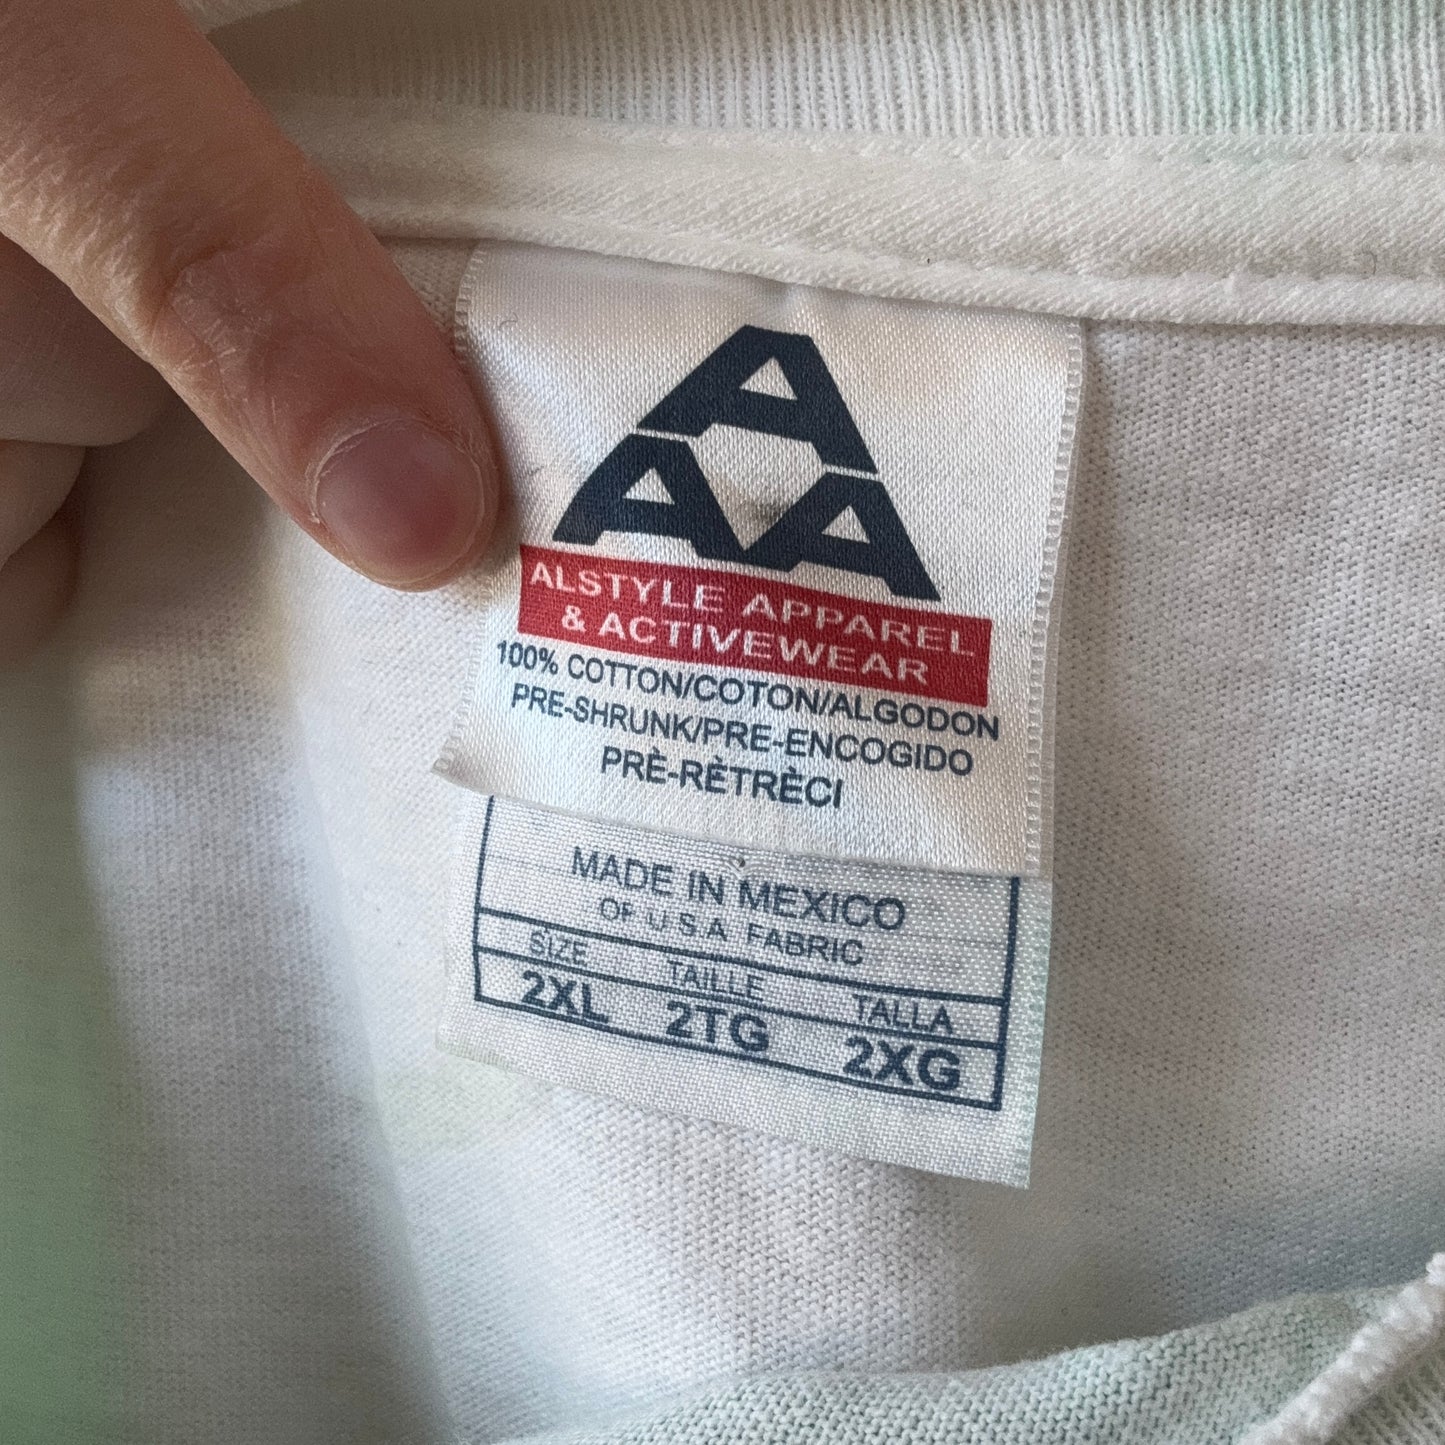 A
AA
ALSTYLE APPAREL
& ACTIVEWEAR
100% COTTON/COTON/ALGODON
PRE-SHRUNK/PRE-ENCOGIDO
PRÈ-RÈTRÈCI
MADE IN MEXICO
OF U.S.A. FABRIC
SIZE TAILLE TALLA
2XL 2TG 2XG